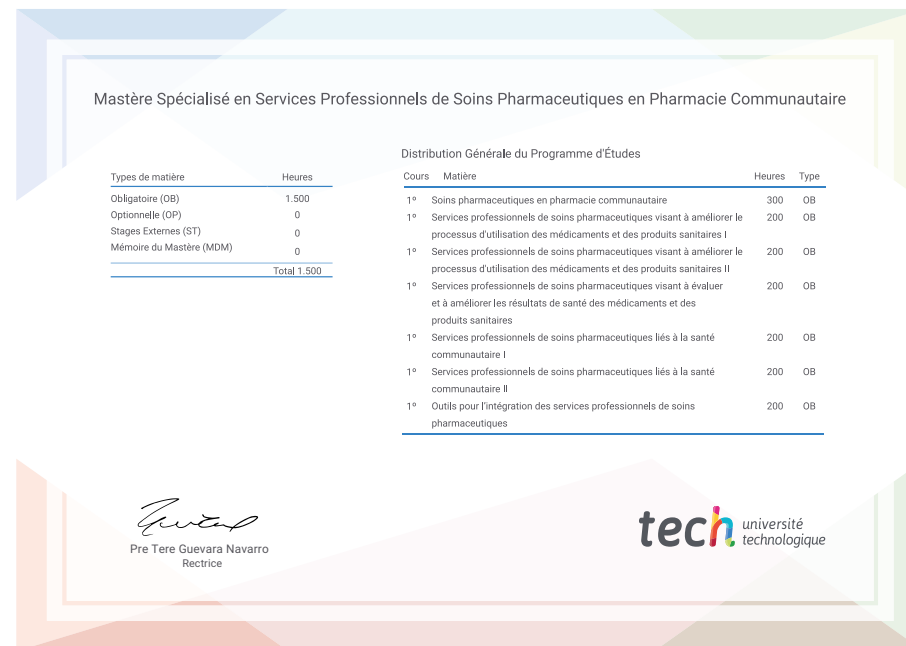 Mastère Spécialisé en Services Professionnels de Soins Pharmaceutiques en Pharmacie Communautaire
Types de matière Heures
Obligatoire (OB) 1.500
Optionnelle (OP) 0
Stages Externes (ST) 0
Mémoire du Mastère (MDM) 0
Total 1.500
Distribution Générale du Programme d'Études
Cours Matière Heures Type
1º Soins pharmaceutiques en pharmacie communautaire 300 OB
1º Services professionnels de soins pharmaceutiques visant à améliorer le 200 OB
processus d'utilisation des médicaments et des produits sanitaires I
1º Services professionnels de soins pharmaceutiques visant à améliorer le 200 OB
processus d'utilisation des médicaments et des produits sanitaires II
1º Services professionnels de soins pharmaceutiques visant à évaluer 200 OB
et à améliorer les résultats de santé des médicaments et des
produits sanitaires
1º Services professionnels de soins pharmaceutiques liés à la santé 200 OB
communautaire I
1º Services professionnels de soins pharmaceutiques liés à la santé 200 OB
communautaire II
1º Outils pour l'intégration des services professionnels de soins 200 OB
pharmaceutiques
Pre Tere Guevara Navarro
Rectrice
tech université
technologique